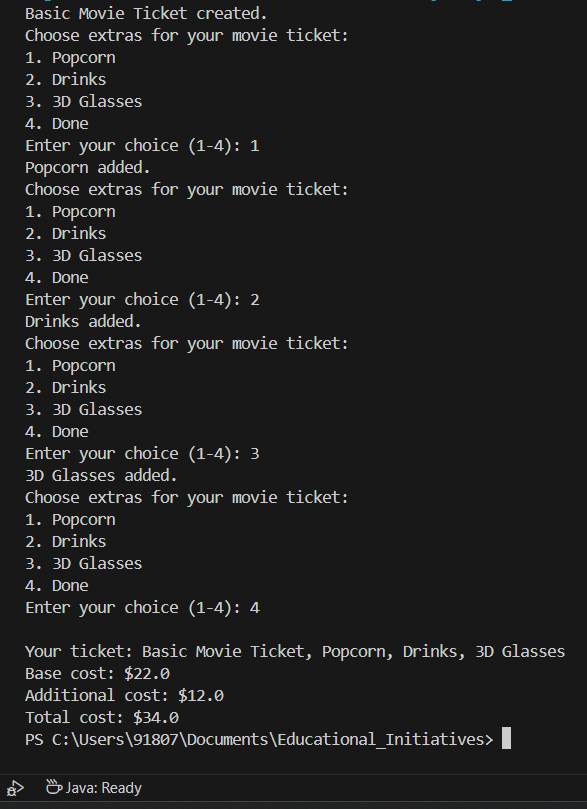 Basic Movie Ticket created.
Choose extras for your movie ticket:
1. Popcorn
2. Drinks
3. 3D Glasses
4. Done
Enter your choice (1-4): 1
Popcorn added.
Choose extras for your movie ticket:
1. Popcorn
2. Drinks
3. 3D Glasses
4. Done
Enter your choice (1-4): 2
Drinks added.
Choose extras for your movie ticket:
1. Popcorn
2. Drinks
3. 3D Glasses
4. Done
Enter your choice (1-4): 3
3D Glasses added.
Choose extras for your movie ticket:
1. Popcorn
2. Drinks
3. 3D Glasses
4. Done
Enter your choice (1-4): 4

Your ticket: Basic Movie Ticket, Popcorn, Drinks, 3D Glasses
Base cost: $22.0
Additional cost: $12.0
Total cost: $34.0
PS C:\Users\91807\Documents\Educational_Initiatives>
Java: Ready